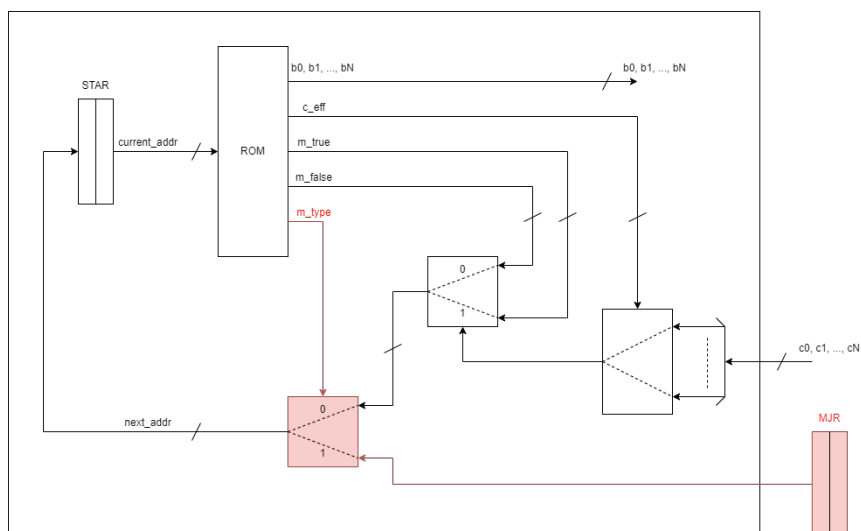 b0, b1, ..., bN
b0, b1, ..., bN
STAR
c_eff
current_addr
ROM
m_true
m_false
m_type
0
1
c0, c1, ..., cN
0
next_addr
1
MJR